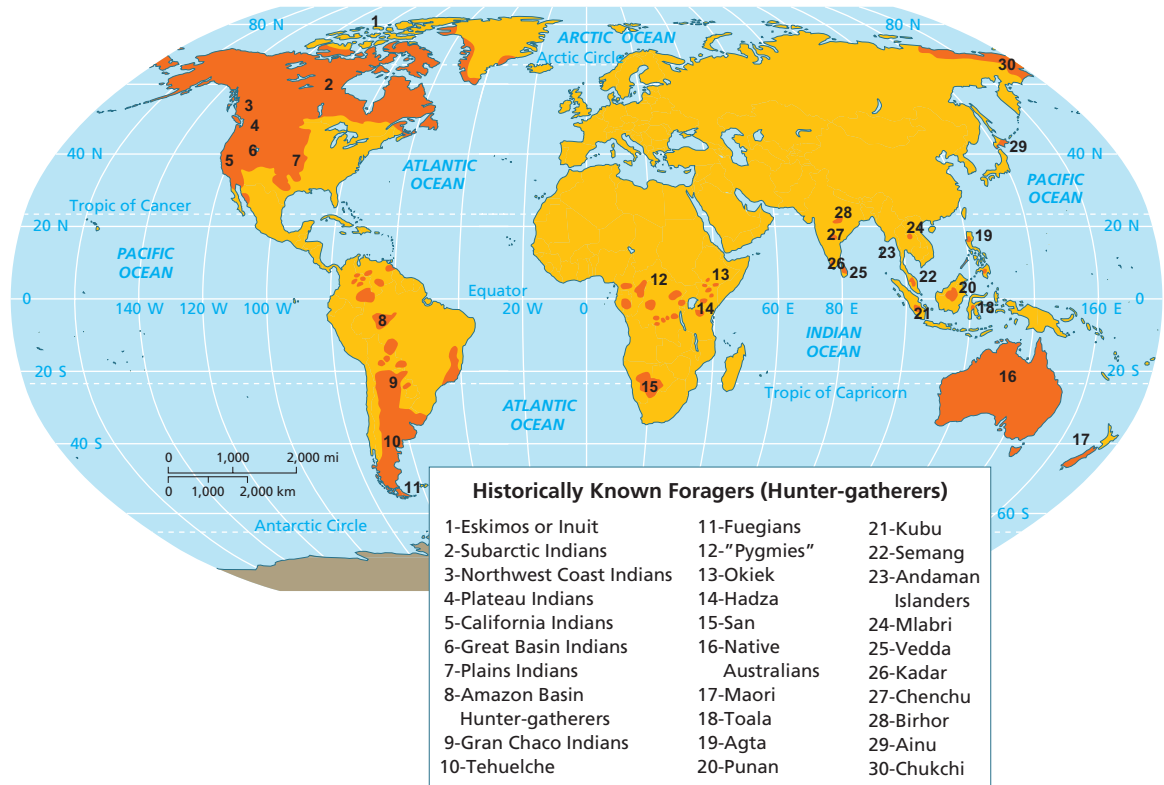 80 N
1
ARCTIC OCEAN
Arctic Circle
80 N
30
2
3
4
29
40 N
5
6
7
ATLANTIC
OCEAN
40 N
PACIFIC
OCEAN
Tropic of Cancer
28
20 N
27
24
19
20 N
PACIFIC
OCEAN
23
26
25
12
13
22
20
0
140 W
120 W
100 W
Equator
20 W
0
14
60 E
80 E
21
18
160 E
0
8
INDIAN
OCEAN
20 S
9
15
Tropic of Capricorn
16
20 S
ATLANTIC
OCEAN
40 S
10
17
0 1,000 2,000 mi
0 1,000 2,000 km
11
60 S
Antarctic Circle
Historically Known Foragers (Hunter-gatherers)
1-Eskimos or Inuit
2-Subarctic Indians
3-Northwest Coast Indians
4-Plateau Indians
5-California Indians
6-Great Basin Indians
7-Plains Indians
8-Amazon Basin
Hunter-gatherers
9-Gran Chaco Indians
10-Tehuelche
11-Fuegians
12-”Pygmies”
13-Okiek
14-Hadza
15-San
16-Native
Australians
17-Maori
18-Toala
19-Agta
20-Punan
21-Kubu
22-Semang
23-Andaman
Islanders
24-Mlabri
25-Vedda
26-Kadar
27-Chenchu
28-Birhor
29-Ainu
30-Chukchi